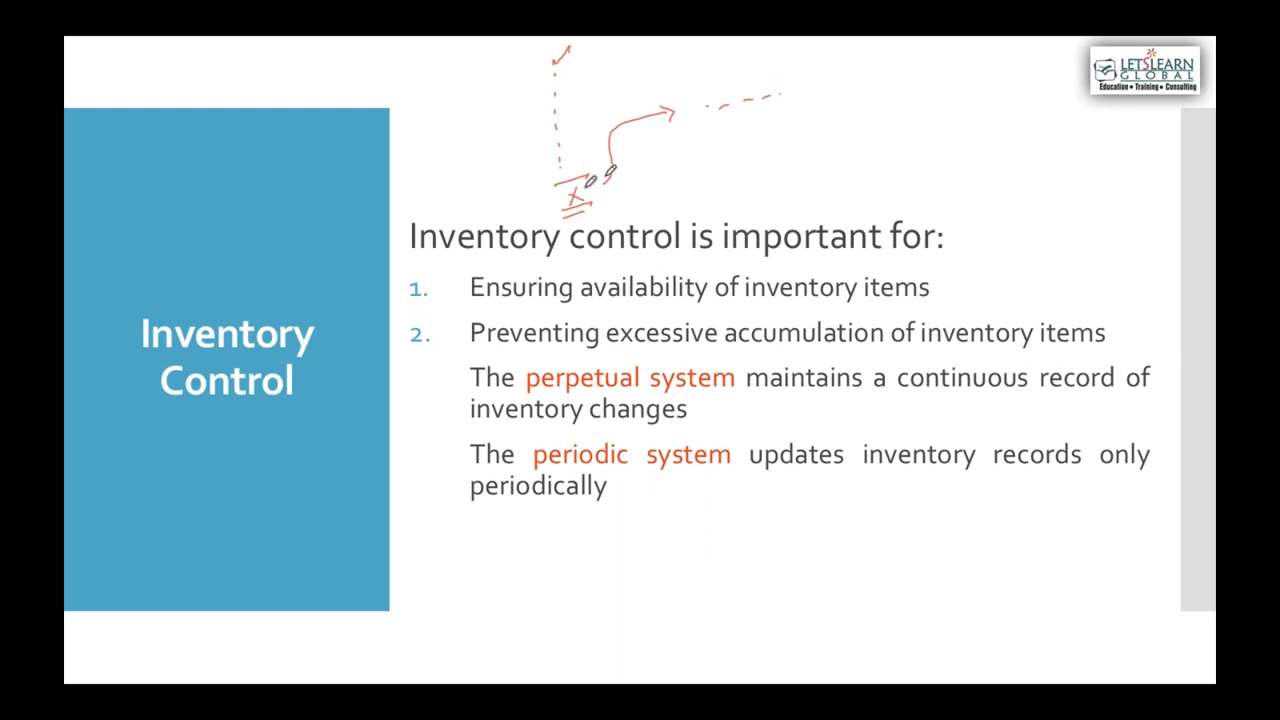 LETSLEARN
GLOBAL
Education • Training • Consulting
x
Inventory control is important for:
1. Ensuring availability of inventory items
2. Preventing excessive accumulation of inventory items
The perpetual system maintains a continuous record of
inventory changes
The periodic system updates inventory records only
periodically
Inventory
Control